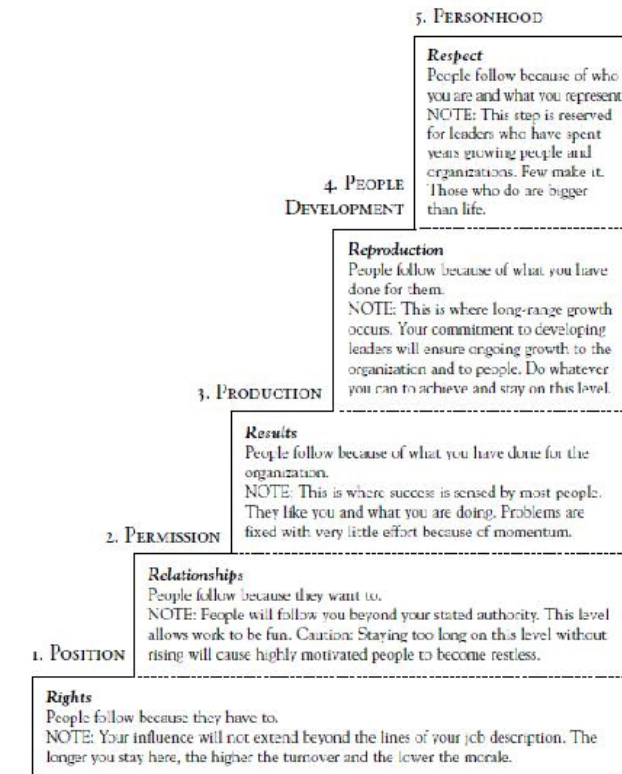 5. PERSONHOOD
Respect
People follow because of who
you are and what you represent
NOTE: This step is reserved
for leaders who have spent
years growing people and
organizations. Few make it.
Those who do are bigger
than life.
4. PEOPLE
DEVELOPMENT
Reproduction
People follow because of what you have
done for them.
NOTE: This is where long-range growth
occurs. Your commitment to developing
leaders will ensure ongoing growth to the
organization and to people. Do whatever
you can to achieve and stay on this level.
3. PRODUCTION
Results
People follow because of what you have done for the
organization.
NOTE: This is where success is sensed by most people.
They like you and what you are doing. Problems are
fixed with very little effort because of momentum.
2. PERMISSION
Relationships
People follow because they want to.
NOTE: People will follow you beyond your stated authority. This level
allows work to be fun. Caution: Staying too long on this level without
rising will cause highly motivated people to become restless.
1. POSITION
Rights
People follow because they have to.
NOTE: Your influence will not extend beyond the lines of your job description. The
longer you stay here, the higher the turnover and the lower the morale.